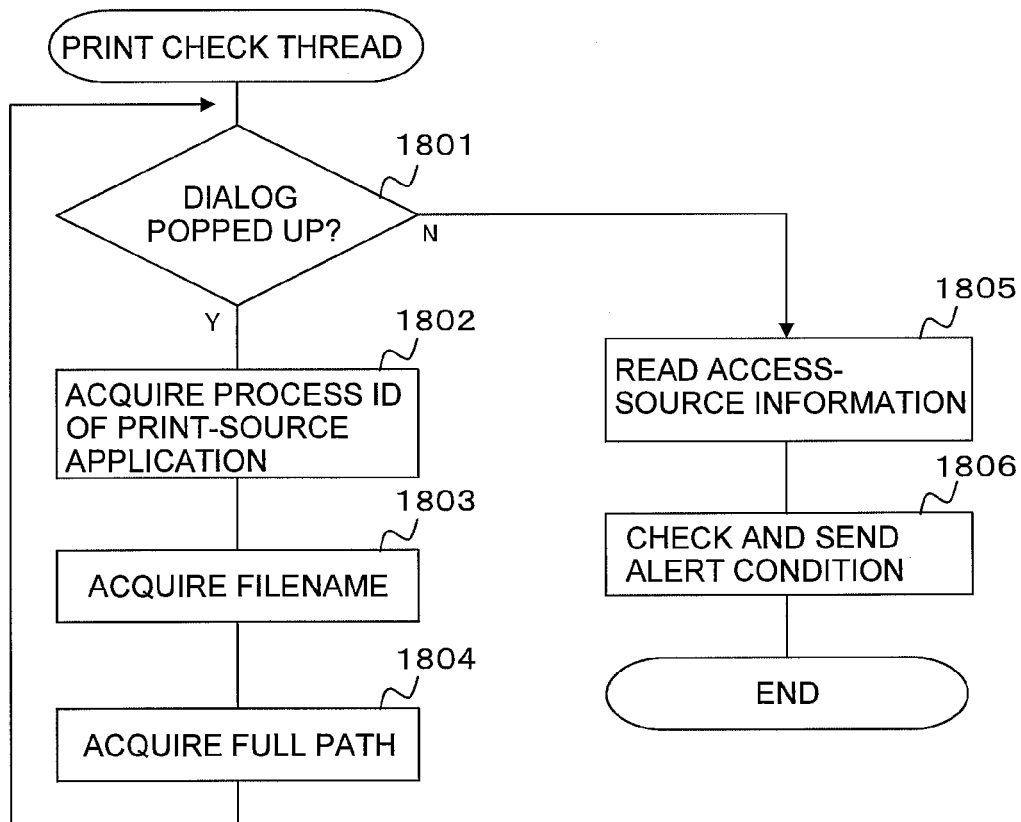 PRINT CHECK THREAD
1801
DIALOG
POPPED UP?
N
Y
1802
ACQUIRE PROCESS ID
OF PRINT-SOURCE
APPLICATION
1803
ACQUIRE FILENAME
1804
ACQUIRE FULL PATH
1805
READ ACCESS-
SOURCE INFORMATION
1806
CHECK AND SEND
ALERT CONDITION
END